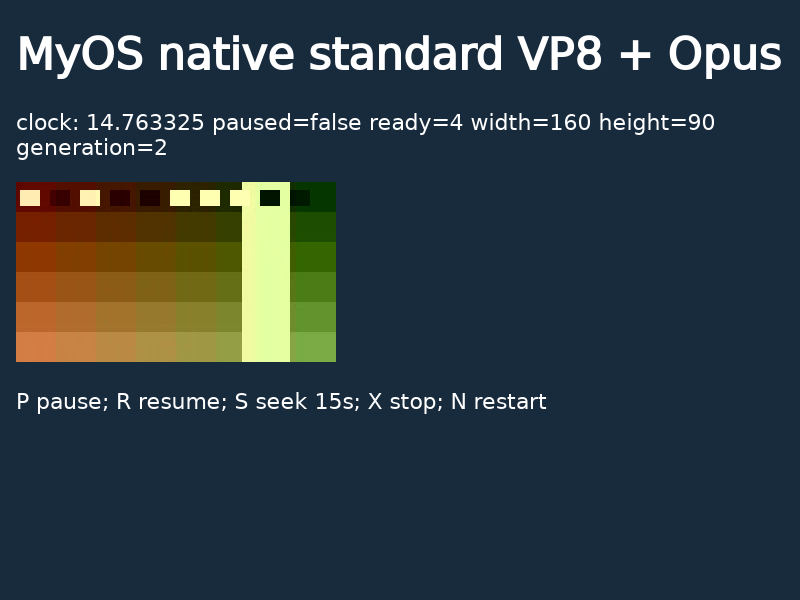 MyOS native standard VP8 + Opus
clock: 14.763325 paused=false ready=4 width=160 height=90
generation=2
P pause; R resume; S seek 15s; X stop; N restart